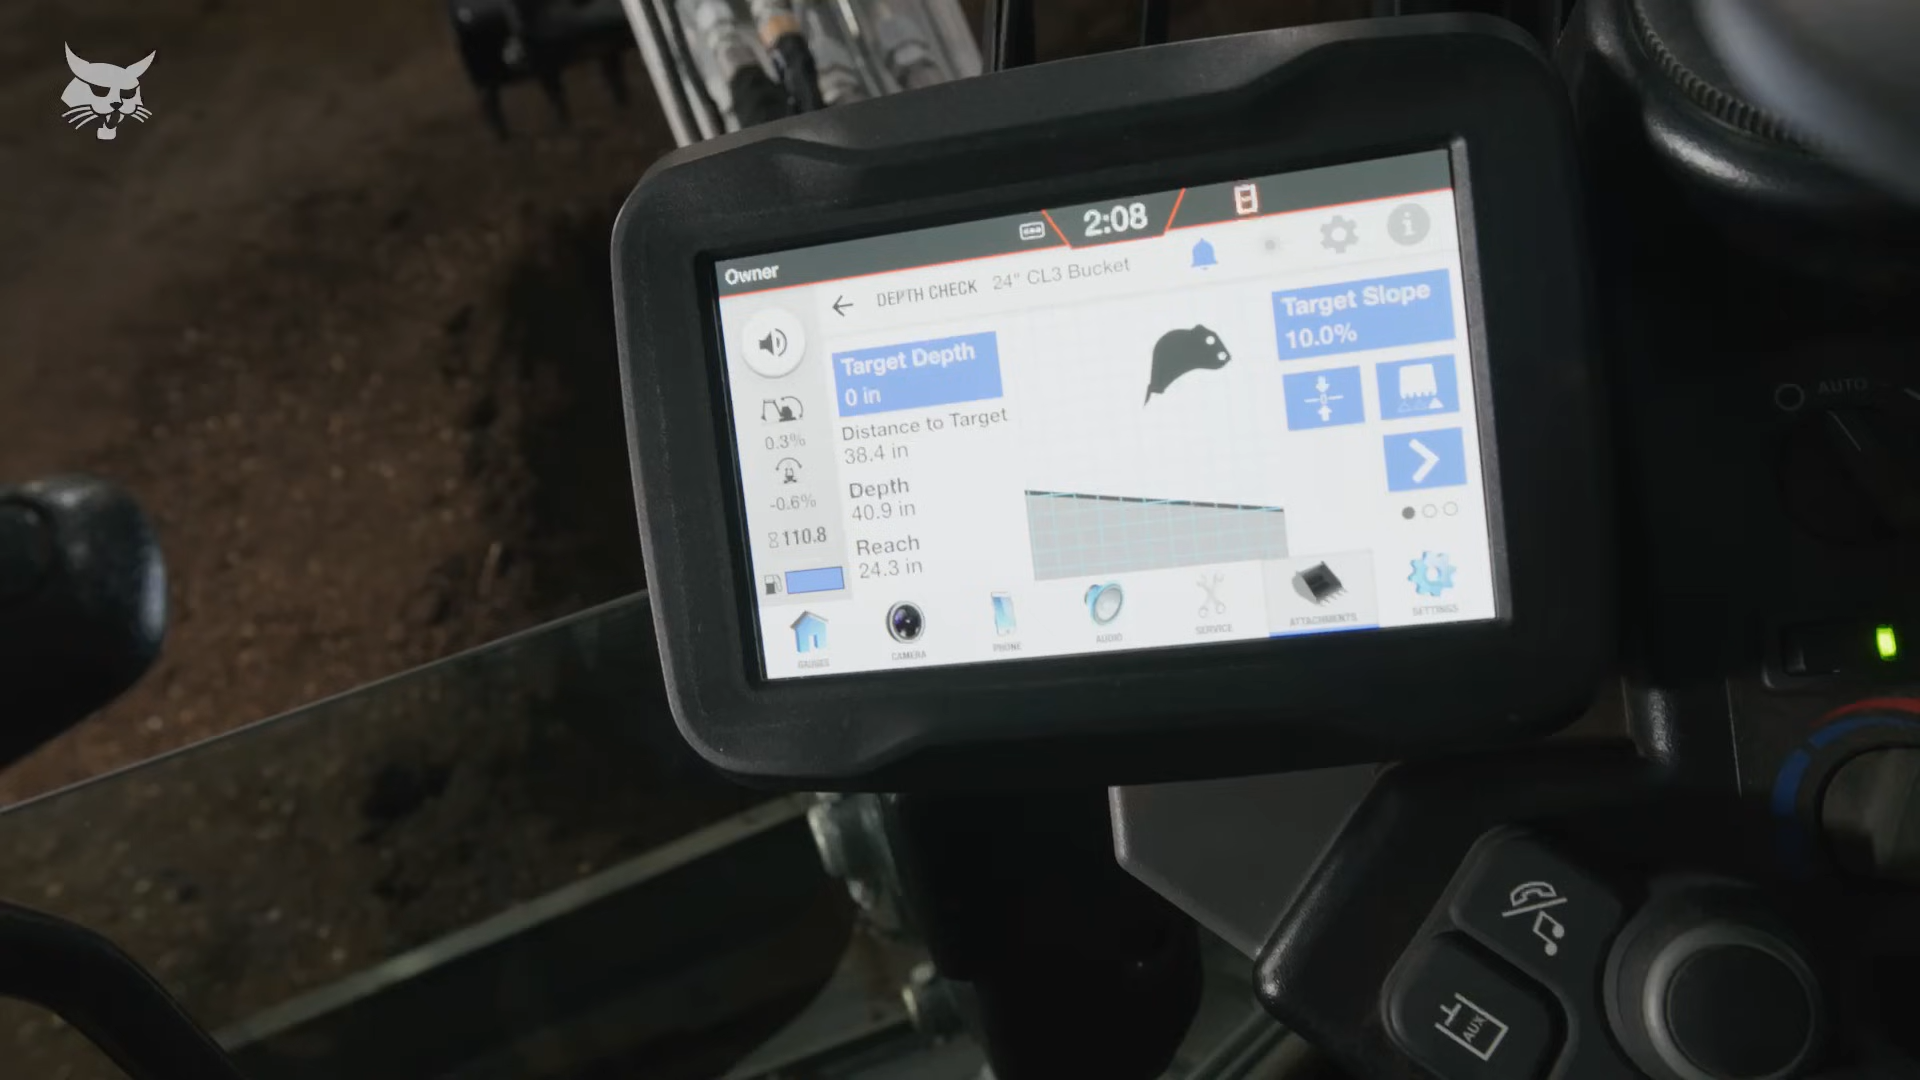 2:08
Owner
DEPTH CHECK 24" CL3 Bucket
Target Depth
0 in
Distance to Target
38.4 in
Depth
40.9 in
Reach
24.3 in
Target Slope
10.0%
0.3%
-0.6%
110.8
GAUGES
CAMERA
PHONE
AUDIO
SERVICE
ATTACHMENTS
SETTINGS
AUTO
AUX